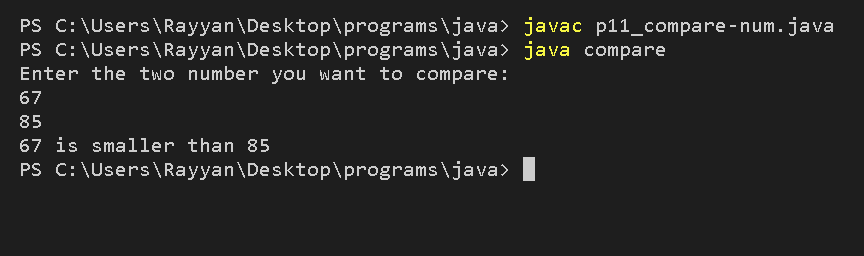 PS C:\Users\Rayyan\Desktop\programs\java> javac p11_compare-num.java
PS C:\Users\Rayyan\Desktop\programs\java> java compare
Enter the two number you want to compare:
67
85
67 is smaller than 85
PS C:\Users\Rayyan\Desktop\programs\java>